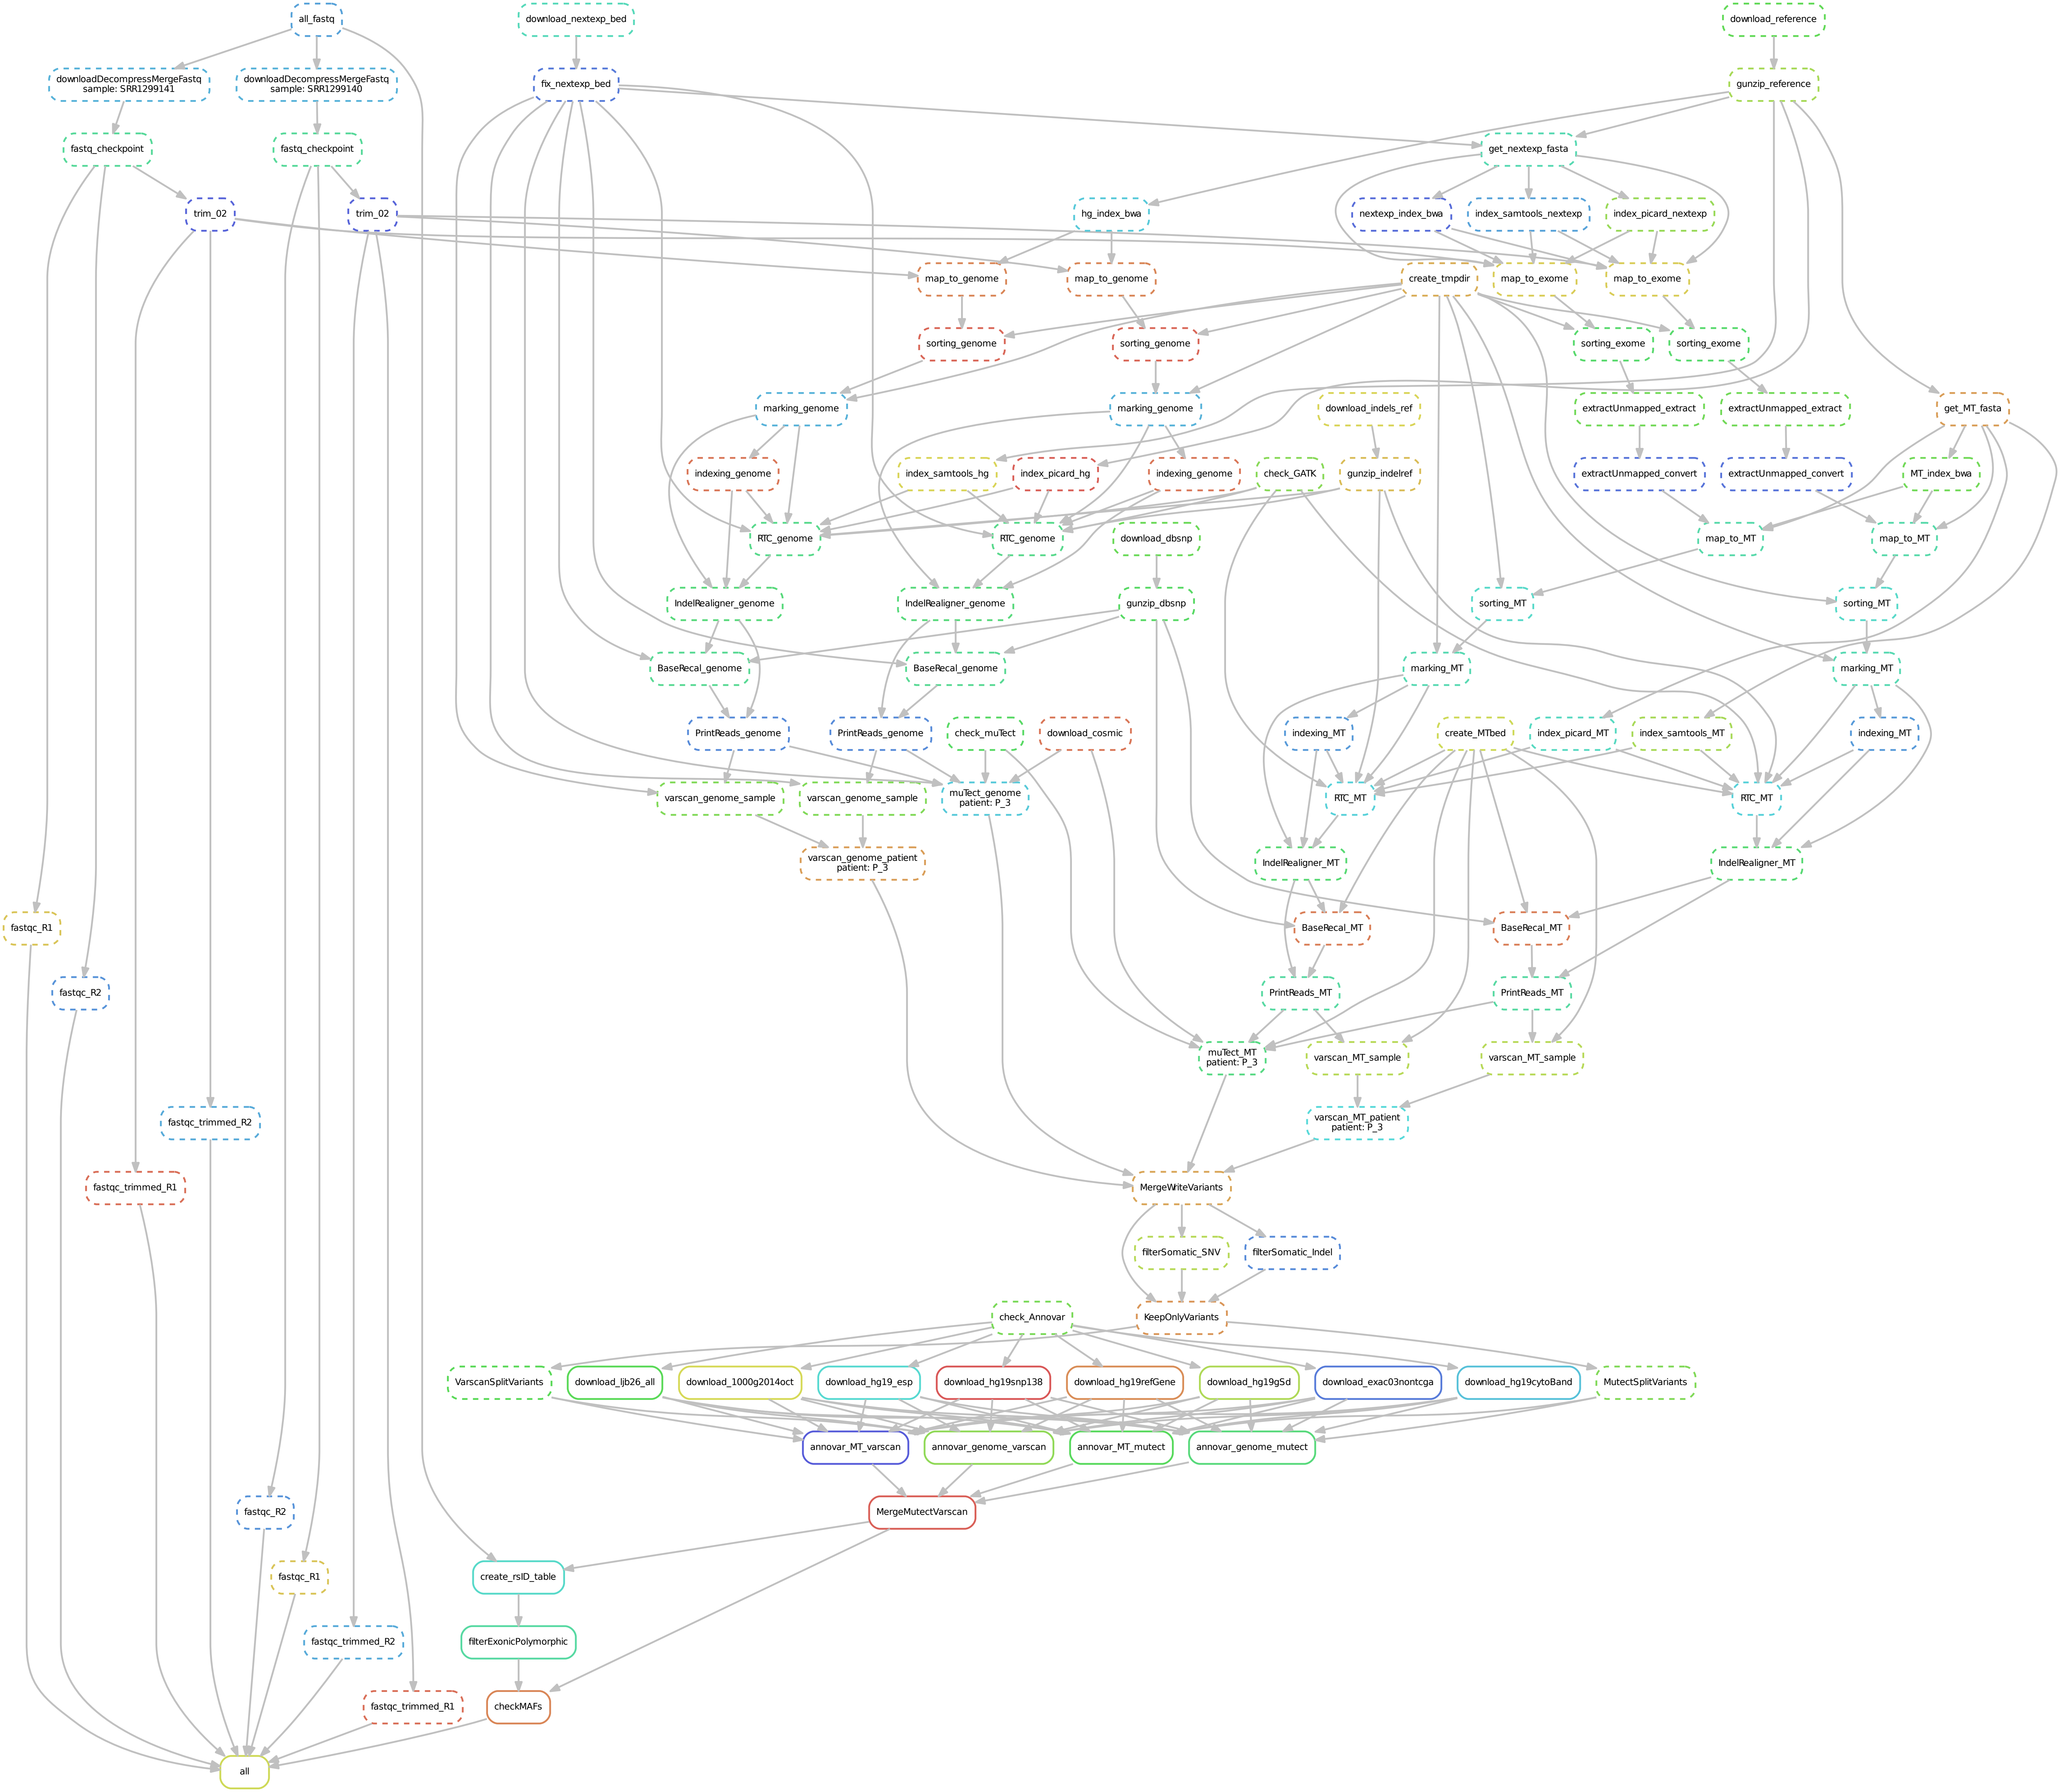 all_fastq
download_nextexp_bed
download_reference
downloadDecompressMergeFastq
sample: SRR1299141
downloadDecompressMergeFastq
sample: SRR1299140
fix_nextexp_bed
gunzip_reference
fastq_checkpoint
fastq_checkpoint
get_nextexp_fasta
trim_02
trim_02
hg_index_bwa
nextexp_index_bwa
index_samtools_nextexp
index_picard_nextexp
map_to_genome
map_to_genome
create_tmpdir
map_to_exome
map_to_exome
sorting_genome
sorting_genome
sorting_exome
sorting_exome
marking_genome
marking_genome
download_indels_ref
extractUnmapped_extract
extractUnmapped_extract
get_MT_fasta
indexing_genome
index_samtools_hg
index_picard_hg
indexing_genome
check_GATK
gunzip_indelref
extractUnmapped_convert
extractUnmapped_convert
MT_index_bwa
RTC_genome
RTC_genome
download_dbsnp
map_to_MT
map_to_MT
IndelRealigner_genome
IndelRealigner_genome
gunzip_dbsnp
sorting_MT
sorting_MT
BaseRecal_genome
BaseRecal_genome
marking_MT
marking_MT
PrintReads_genome
PrintReads_genome
check_muTect
download_cosmic
indexing_MT
create_MTbed
index_picard_MT
index_samtools_MT
indexing_MT
varscan_genome_sample
varscan_genome_sample
muTect_genome
patient: P_3
RTC_MT
RTC_MT
varscan_genome_patient
patient: P_3
IndelRealigner_MT
IndelRealigner_MT
fastqc_R1
BaseRecal_MT
BaseRecal_MT
fastqc_R2
PrintReads_MT
PrintReads_MT
muTect_MT
patient: P_3
varscan_MT_sample
varscan_MT_sample
fastqc_trimmed_R2
varscan_MT_patient
patient: P_3
fastqc_trimmed_R1
MergeWriteVariants
filterSomatic_SNV
filterSomatic_Indel
check_Annovar
KeepOnlyVariants
VarscanSplitVariants
download_ljb26_all
download_1000g2014oct
download_hg19_esp
download_hg19snp138
download_hg19refGene
download_hg19gSd
download_exac03nontcga
download_hg19cytoBand
MutectSplitVariants
annovar_MT_varscan
annovar_genome_varscan
annovar_MT_mutect
annovar_genome_mutect
fastqc_R2
MergeMutectVarscan
fastqc_R1
create_rsID_table
fastqc_trimmed_R2
filterExonicPolymorphic
fastqc_trimmed_R1
checkMAFs
all